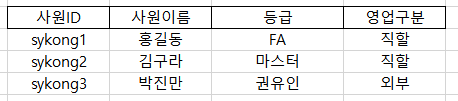 사원ID 사원이름 등급 영업구분
sykong1 홍길동 FA 직할
sykong2 김구라 마스터 직할
sykong3 박진만 권유인 외부